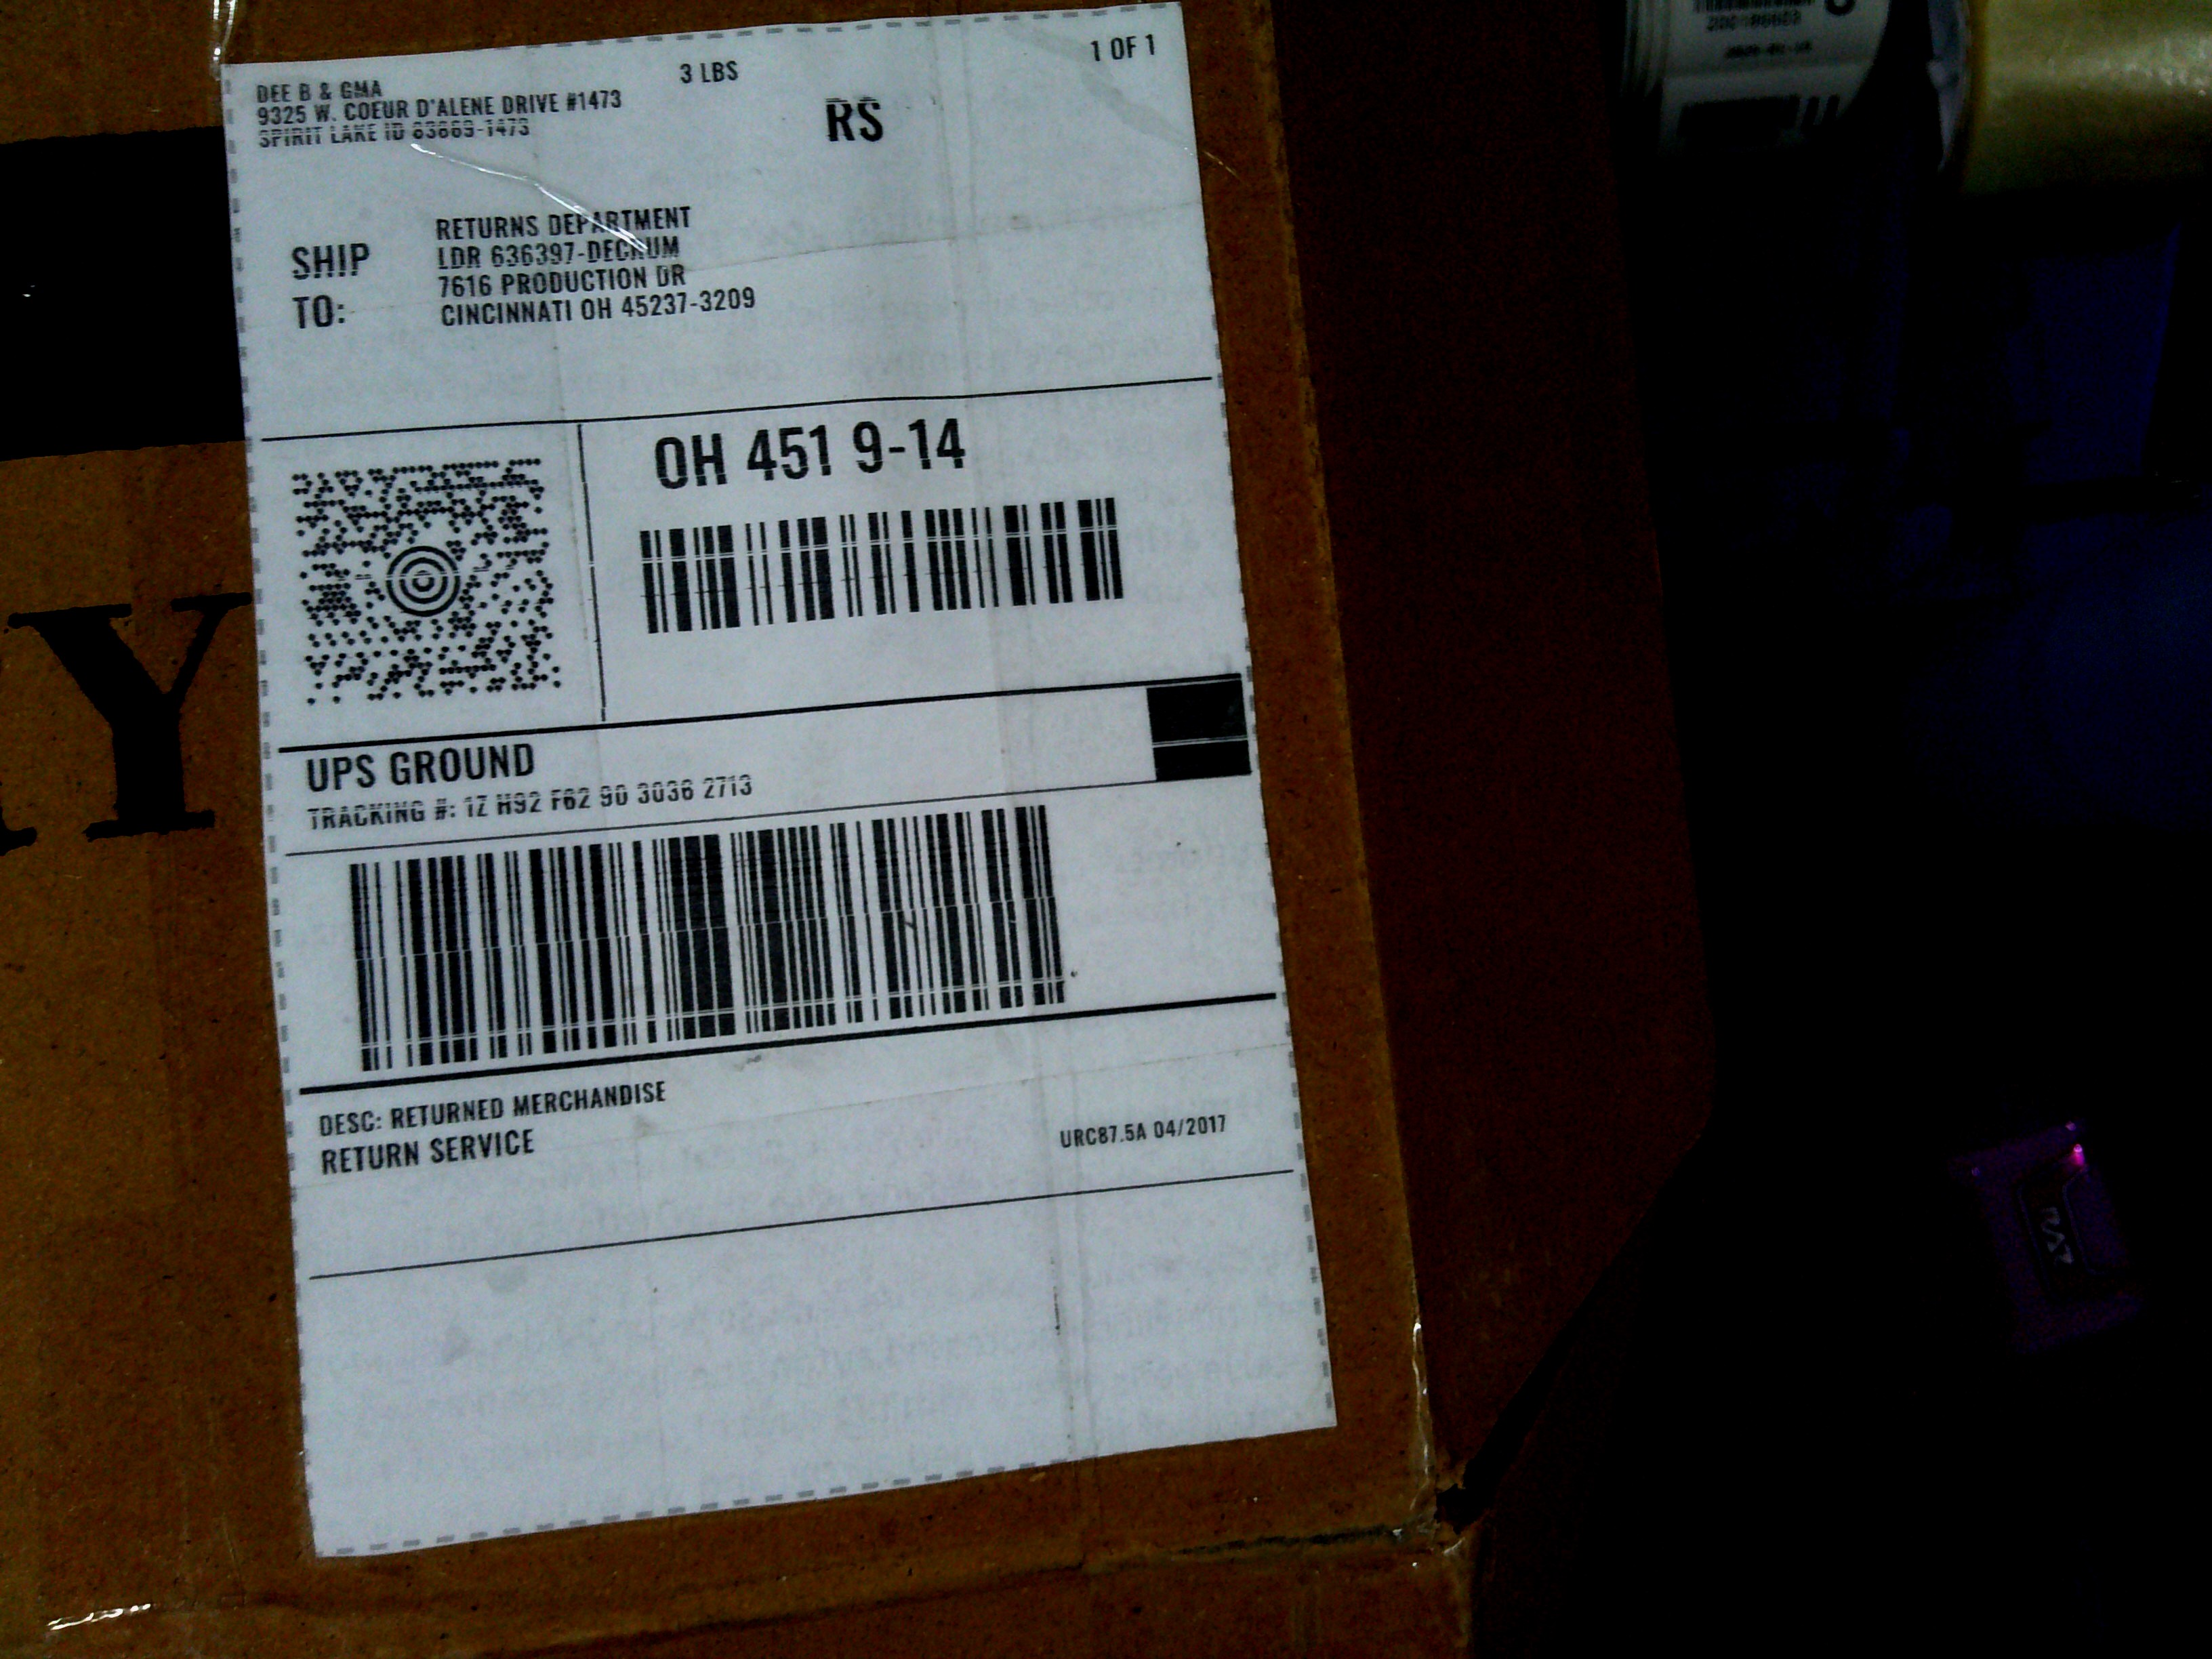 DEE B & GMA
9325 W. COEUR D'ALENE DRIVE #1473
SPIRIT LAKE ID 83869-1473
3 LBS
1 OF 1
RS
SHIP
TO:
RETURNS DEPARTMENT
LDR 636397-DECKUM
7616 PRODUCTION DR
CINCINNATI OH 45237-3209
OH 451 9-14
UPS GROUND
TRACKING #: 1Z H92 F62 90 3036 2713
DESC: RETURNED MERCHANDISE
RETURN SERVICE
URC87.5A 04/2017
Y